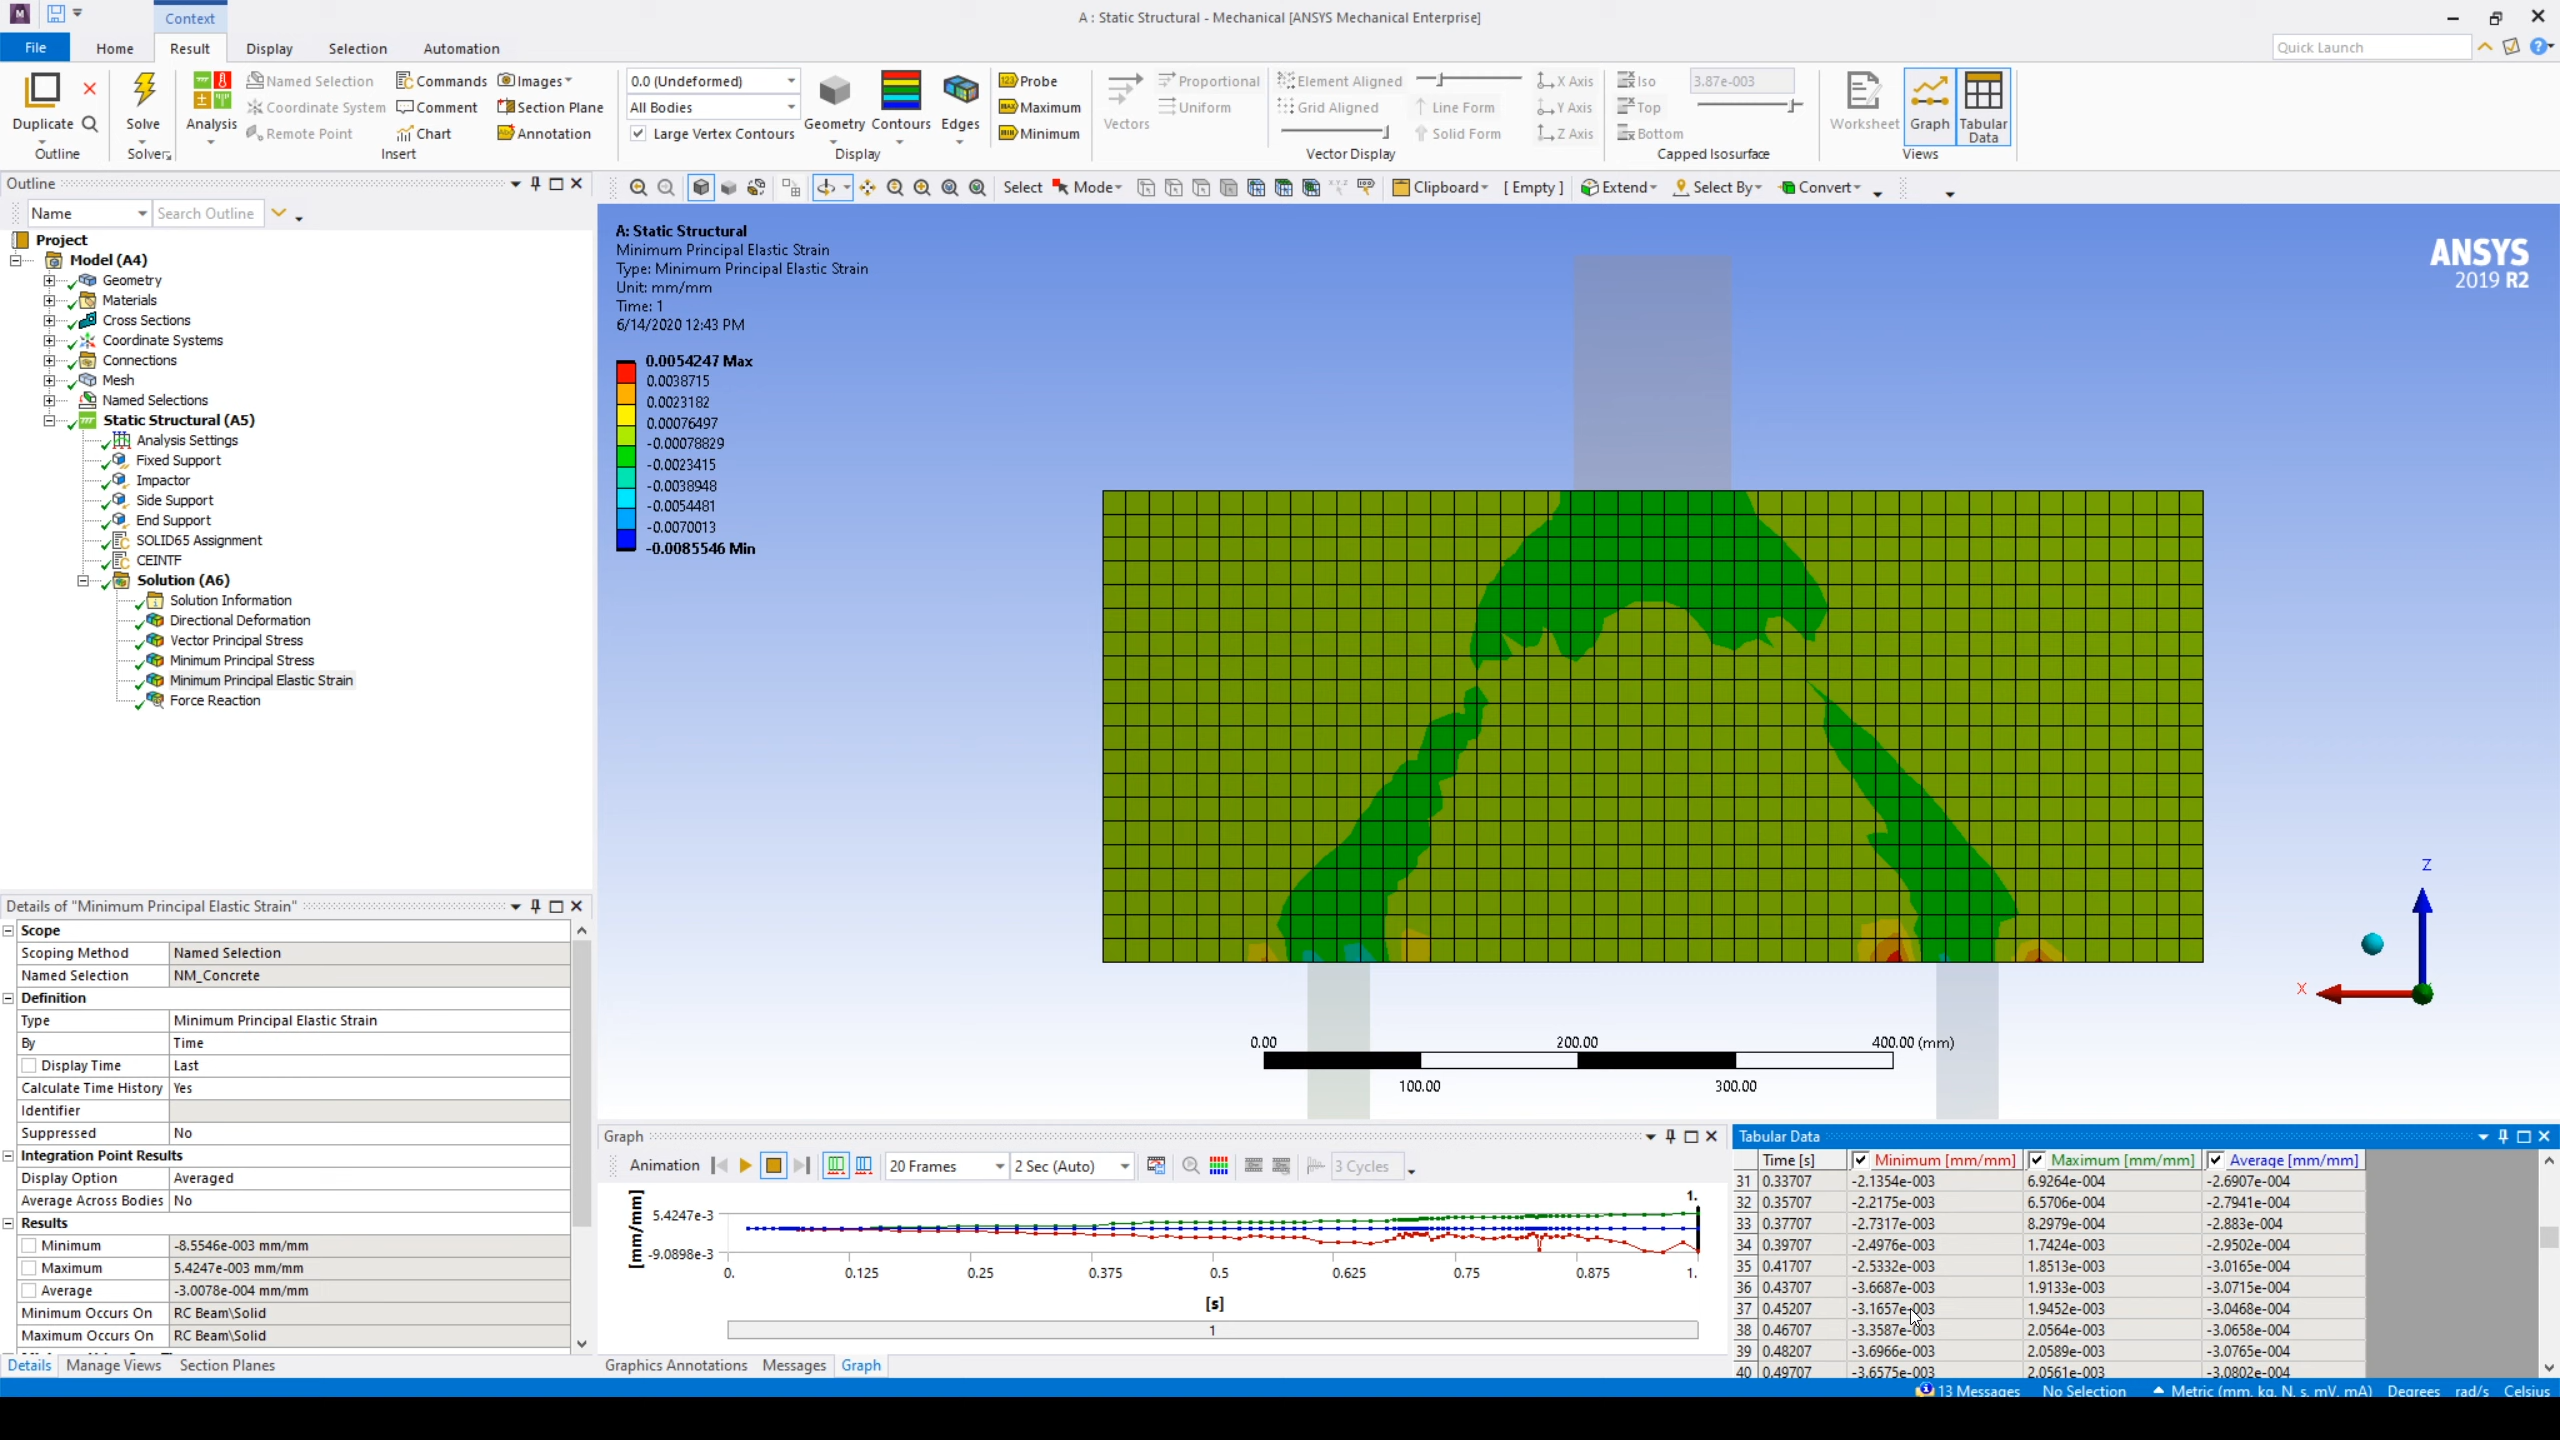 Context
A : Static Structural - Mechanical [ANSYS Mechanical Enterprise]
File Home Result Display Selection Automation
Quick Launch
Named Selection Commands Images 0.0 (Undeformed) Probe Proportional Element Aligned X Axis Iso 3.87e-003
Coordinate System Comment Section Plane All Bodies Maximum Uniform Grid Aligned Line Form Y Axis Top
Duplicate Solve Analysis Remote Point Chart Annotation Large Vertex Contours Geometry Contours Edges Minimum Vectors Solid Form Z Axis Bottom Worksheet Graph Tabular Data
Outline Solver Insert Display Vector Display Capped Isosurface Views
Outline
Select Mode Clipboard [ Empty ] Extend Select By Convert
Name Search Outline
Project
Model (A4)
Geometry
Materials
Cross Sections
Coordinate Systems
Connections
Mesh
Named Selections
Static Structural (A5)
Analysis Settings
Fixed Support
Impactor
Side Support
End Support
SOLID65 Assignment
CEINTF
Solution (A6)
Solution Information
Directional Deformation
Vector Principal Stress
Minimum Principal Stress
Minimum Principal Elastic Strain
Force Reaction
A: Static Structural
Minimum Principal Elastic Strain
Type: Minimum Principal Elastic Strain
Unit: mm/mm
Time: 1
6/14/2020 12:43 PM
0.0054247 Max
0.0038715
0.0023182
0.00076497
-0.00078829
-0.0023415
-0.0038948
-0.0054481
-0.0070013
-0.0085546 Min
ANSYS
2019 R2
Z
X
0.00 200.00 400.00 (mm)
100.00 300.00
Details of "Minimum Principal Elastic Strain"
Scope
Scoping Method Named Selection
Named Selection NM_Concrete
Definition
Type Minimum Principal Elastic Strain
By Time
Display Time Last
Calculate Time History Yes
Identifier
Suppressed No
Integration Point Results
Display Option Averaged
Average Across Bodies No
Results
Minimum -8.5546e-003 mm/mm
Maximum 5.4247e-003 mm/mm
Average -3.0078e-004 mm/mm
Minimum Occurs On RC Beam\Solid
Maximum Occurs On RC Beam\Solid
Details Manage Views Section Planes
Graph
Animation 20 Frames 2 Sec (Auto) 3 Cycles
[mm/mm]
1.
5.4247e-3
-9.0898e-3
0. 0.125 0.25 0.375 0.5 0.625 0.75 0.875 1.
[s]
1
Graphics Annotations Messages Graph
Tabular Data
Time [s] Minimum [mm/mm] Maximum [mm/mm] Average [mm/mm]
31 0.33707 -2.1354e-003 6.9264e-004 -2.6907e-004
32 0.35707 -2.2175e-003 6.5706e-004 -2.7941e-004
33 0.37707 -2.7317e-003 8.2979e-004 -2.883e-004
34 0.39707 -2.4976e-003 1.7424e-003 -2.9502e-004
35 0.41707 -2.5332e-003 1.8513e-003 -3.0165e-004
36 0.43707 -3.6687e-003 1.9133e-003 -3.0715e-004
37 0.45207 -3.1657e-003 1.9452e-003 -3.0468e-004
38 0.46707 -3.3587e-003 2.0564e-003 -3.0658e-004
39 0.48207 -3.6966e-003 2.0589e-003 -3.0765e-004
40 0.49707 -3.6575e-003 2.0561e-003 -3.0802e-004
13 Messages No Selection Metric (mm, kg, N, s, mV, mA) Degrees rad/s Celsius